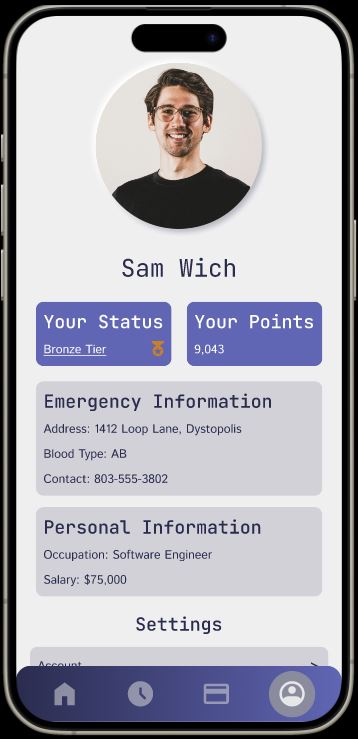 Sam Wich
Your Status
Bronze Tier
Your Points
9,043
Emergency Information
Address: 1412 Loop Lane, Dystopolis
Blood Type: AB
Contact: 803-555-3802
Personal Information
Occupation: Software Engineer
Salary: $75,000
Settings
Account >